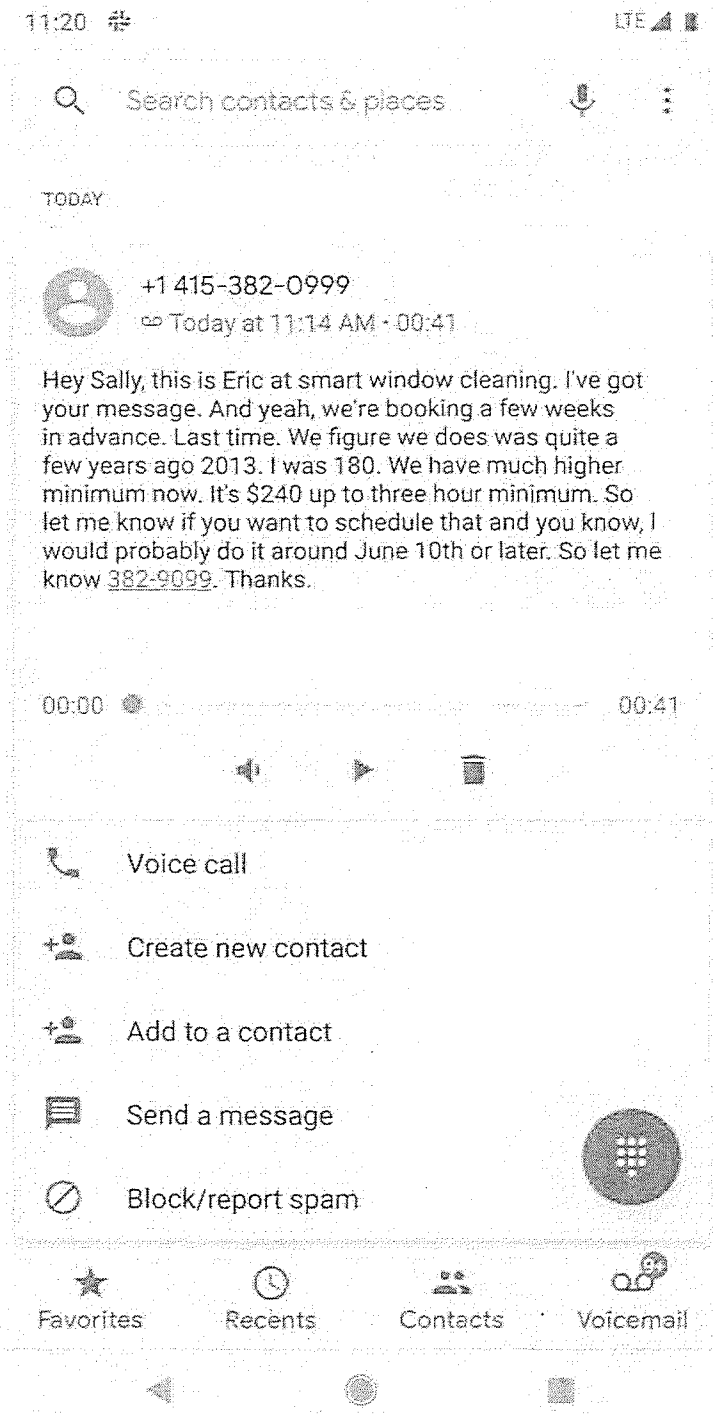 11:20 LTE
Search contacts & places
TODAY
+1 415-382-0999
Today at 11:14 AM • 00:41
Hey Sally, this is Eric at smart window cleaning. I've got
your message. And yeah, we're booking a few weeks
in advance. Last time. We figure we does was quite a
few years ago 2013. I was 180. We have much higher
minimum now. It's $240 up to three hour minimum. So
let me know if you want to schedule that and you know, I
would probably do it around June 10th or later. So let me
know 382-9099. Thanks.
00:00 00:41
Voice call
Create new contact
Add to a contact
Send a message
Block/report spam
9+
Favorites Recents Contacts Voicemail